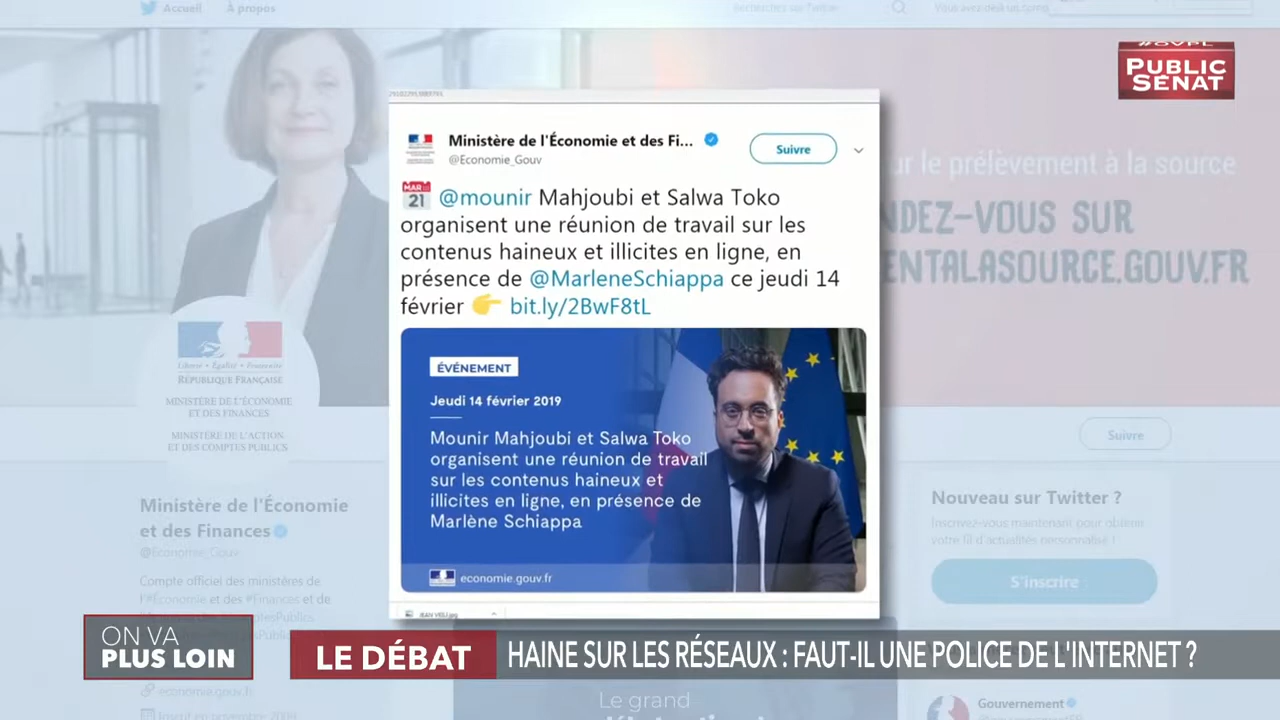 Accueil À propos
#OVPL
PUBLIC
SÉNAT
Ministère de l'Économie et des Fi...
@Economie_Gouv
Suivre
MAR
21
@mounir Mahjoubi et Salwa Toko
organisent une réunion de travail sur les
contenus haineux et illicites en ligne, en
présence de @MarleneSchiappa ce jeudi 14
février 👉 bit.ly/2BwF8tL
ÉVÉNEMENT
Jeudi 14 février 2019
Mounir Mahjoubi et Salwa Toko
organisent une réunion de travail
sur les contenus haineux et
illicites en ligne, en présence de
Marlène Schiappa
economie.gouv.fr
ur le prélèvement à la source
NDEZ-VOUS SUR
ENTALASOURCE.GOUV.FR
Liberté • Égalité • Fraternité
RÉPUBLIQUE FRANÇAISE
MINISTÈRE DE L'ÉCONOMIE
ET DES FINANCES
MINISTÈRE DE L'ACTION
ET DES COMPTES PUBLICS
Ministère de l'Économie
et des Finances
@Economie_Gouv
Compte officiel des ministères de
l'#Économie et des #Finances et de
economie.gouv.fr
Suivre
Nouveau sur Twitter ?
Inscrivez-vous maintenant pour obtenir
votre fil d'actualités personnalisé !
S'inscrire
ON VA
PLUS LOIN
LE DÉBAT
HAINE SUR LES RÉSEAUX : FAUT-IL UNE POLICE DE L'INTERNET ?
Le grand
Gouvernement